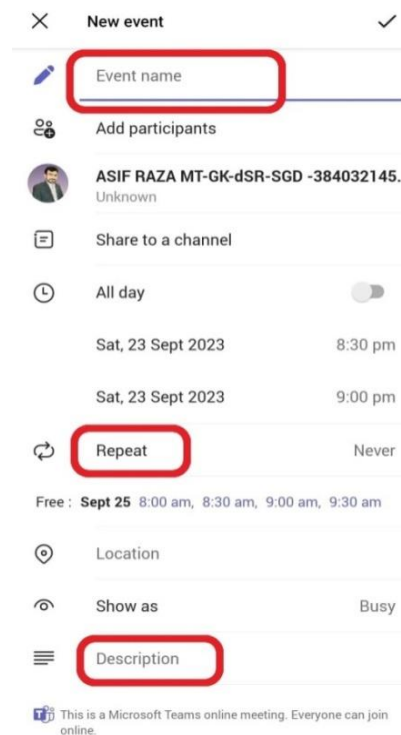 New event
Event name
Add participants
ASIF RAZA MT-GK-dSR-SGD -384032145.
Unknown
Share to a channel
All day
Sat, 23 Sept 2023 8:30 pm
Sat, 23 Sept 2023 9:00 pm
Repeat Never
Free : Sept 25 8:00 am, 8:30 am, 9:00 am, 9:30 am
Location
Show as Busy
Description
This is a Microsoft Teams online meeting. Everyone can join
online.